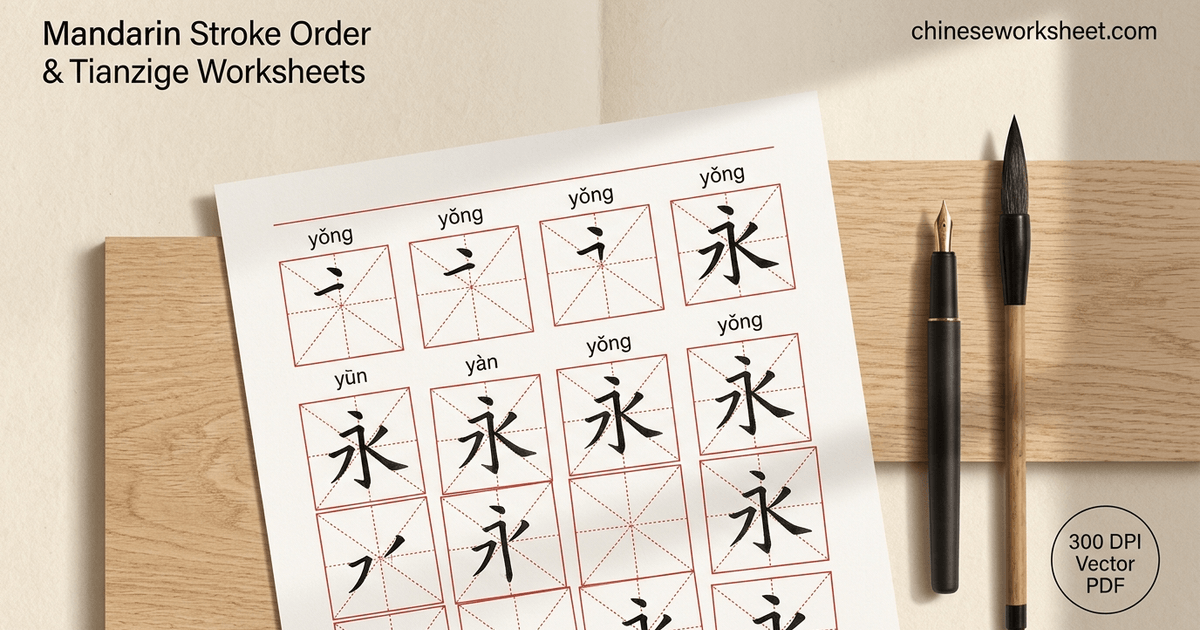 Mandarin Stroke Order
& Tianzige Worksheets
chineseworksheet.com
yǒng yǒng yǒng yǒng
永
yūn yàn yǒng yǒng
永 永 永 永
永
300 DPI
Vector
PDF